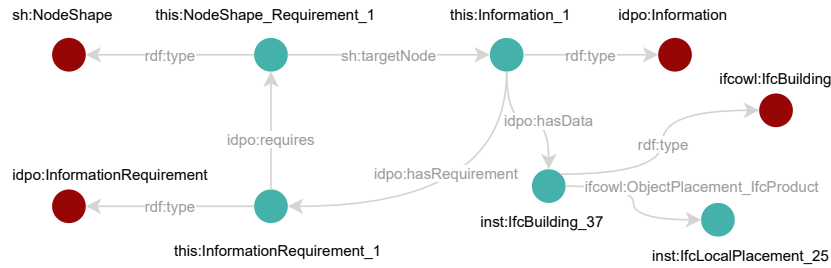 sh:NodeShape
this:NodeShape_Requirement_1
this:Information_1
idpo:Information
rdf:type
sh:targetNode
rdf:type
ifcowl:IfcBuilding
idpo:hasData
idpo:requires
rdf:type
idpo:hasRequirement
idpo:InformationRequirement
ifcowl:ObjectPlacement_IfcProduct
rdf:type
inst:IfcBuilding_37
this:InformationRequirement_1
inst:IfcLocalPlacement_25